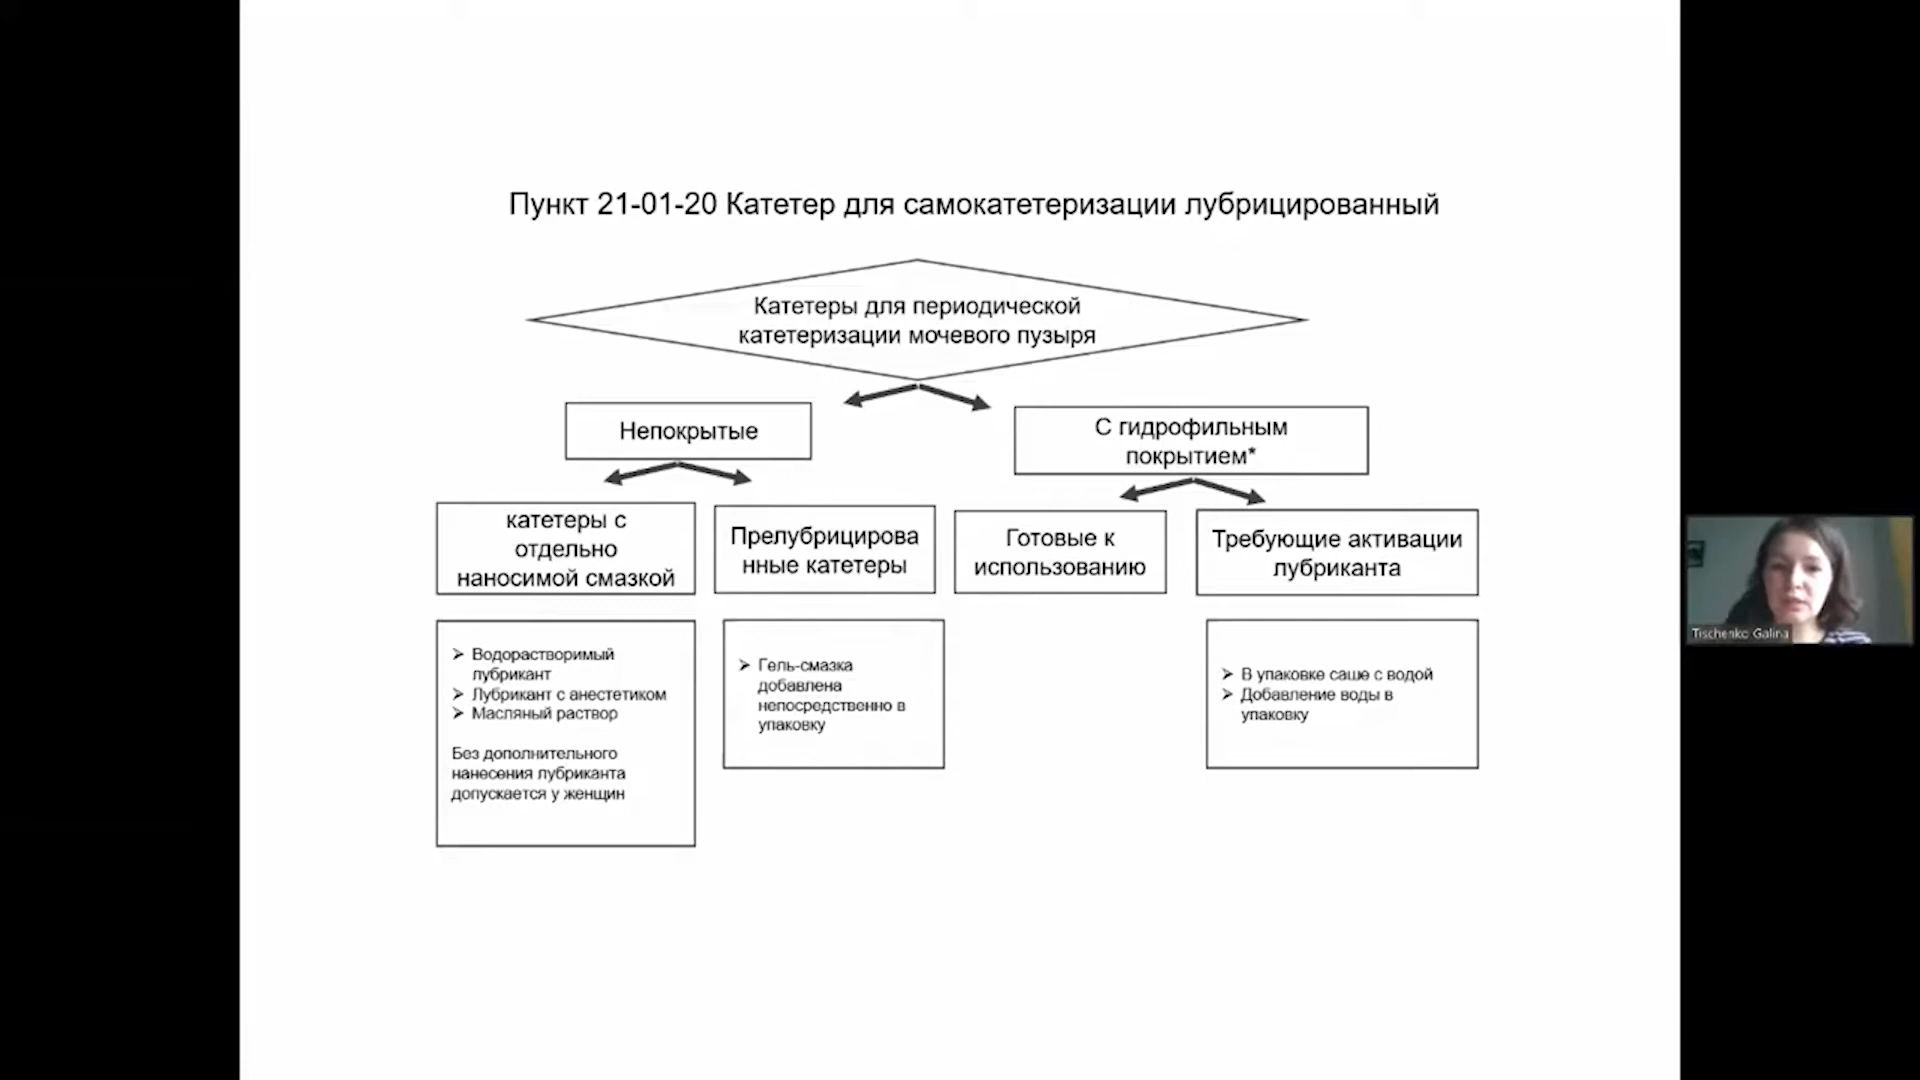 Пункт 21-01-20 Катетер для самокатетеризации лубрицированный
Катетеры для периодической
катетеризации мочевого пузыря
Непокрытые
С гидрофильным
покрытием*
катетеры с
отдельно
наносимой смазкой
Прелубрицирова
нные катетеры
Готовые к
использованию
Требующие активации
лубриканта
➢ Водорастворимый
лубрикант
➢ Лубрикант с анестетиком
➢ Масляный раствор
Без дополнительного
нанесения лубриканта
допускается у женщин
➢ Гель-смазка
добавлена
непосредственно в
упаковку
➢ В упаковке саше с водой
➢ Добавление воды в
упаковку
Tischenko Galina